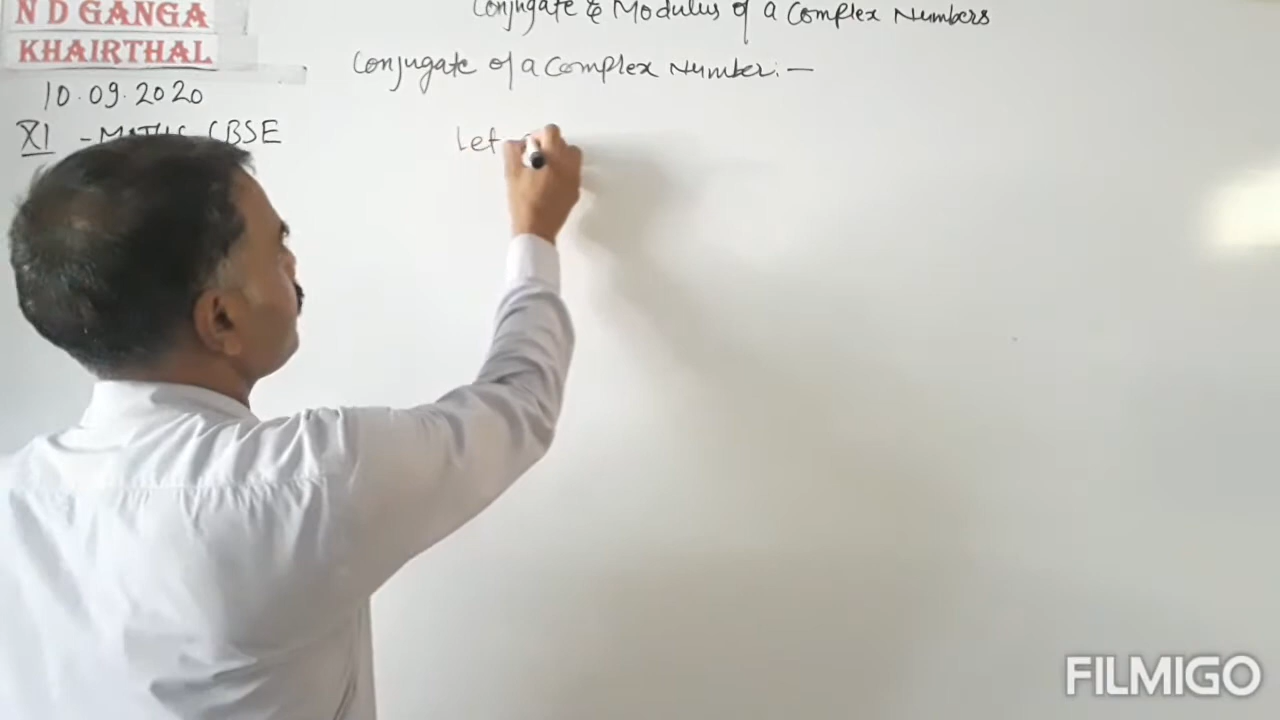 N D GANGA
KHAIRTHAL
10.09.2020
XI - MATHS CBSE
Conjugate & Modulus of a Complex Numbers
Conjugate of a Complex Number:-
Let
FILMIGO